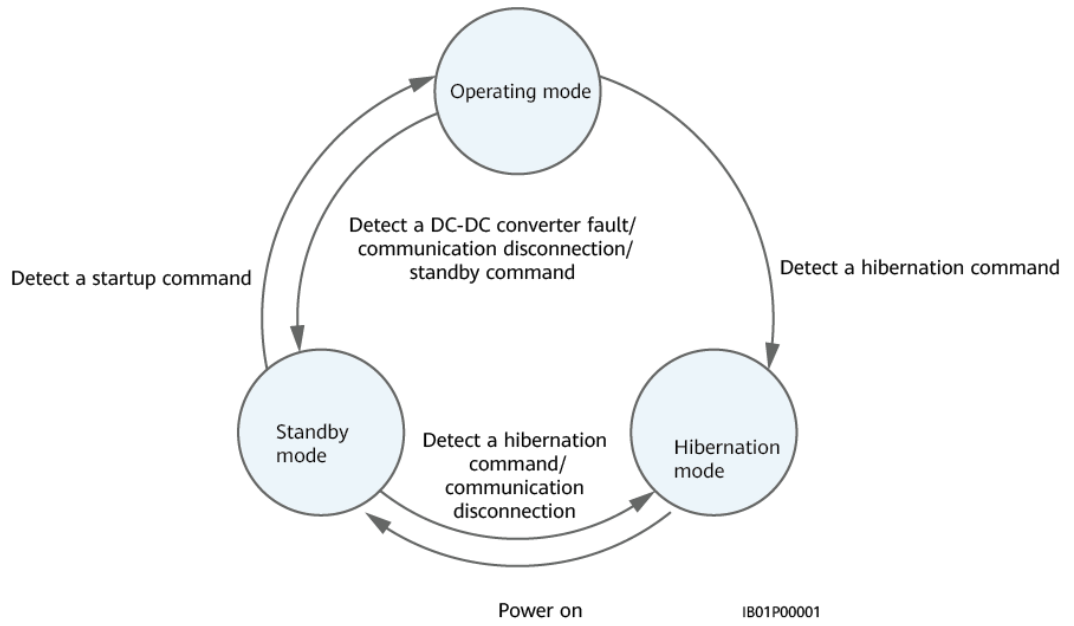 Operating mode
Detect a DC-DC converter fault/
communication disconnection/
standby command
Detect a startup command
Detect a hibernation command
Standby
mode
Detect a hibernation
command/
communication
disconnection
Hibernation
mode
Power on
IB01P00001